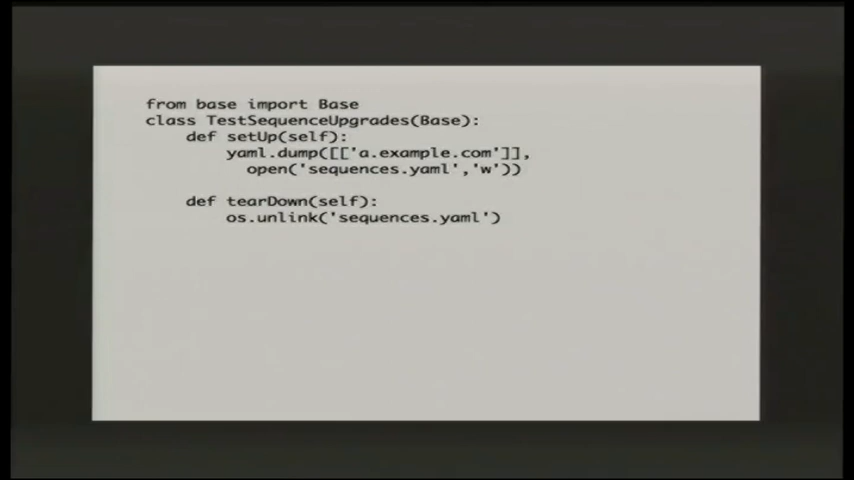 from base import Base
class TestSequenceUpgrades(Base):
    def setUp(self):
        yaml.dump([['a.example.com']],
          open('sequences.yaml','w'))

    def tearDown(self):
        os.unlink('sequences.yaml')